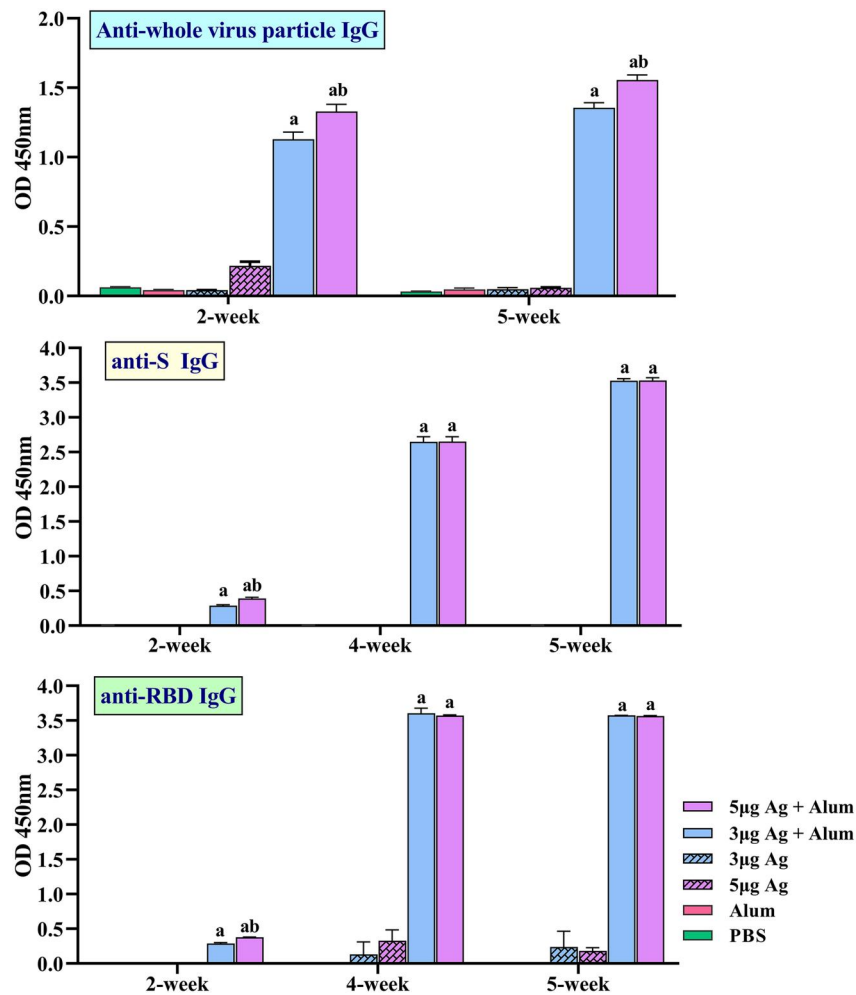 Anti-whole virus particle IgG
OD 450nm
2.0
1.5
1.0
0.5
0.0
a ab a ab
2-week 5-week
anti-S IgG
OD 450nm
4.0
3.5
3.0
2.5
2.0
1.5
1.0
0.5
0.0
a ab a a a a
2-week 4-week 5-week
anti-RBD IgG
OD 450nm
4.0
3.5
3.0
2.5
2.0
1.5
1.0
0.5
0.0
a ab a a a a
2-week 4-week 5-week
5μg Ag + Alum
3μg Ag + Alum
3μg Ag
5μg Ag
Alum
PBS